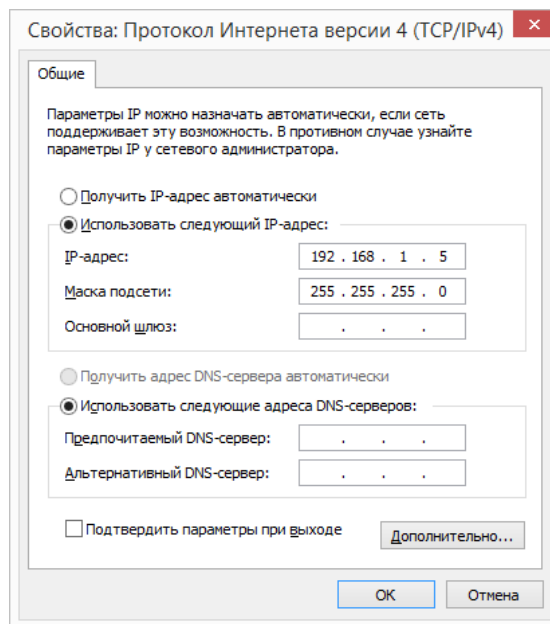 Свойства: Протокол Интернета версии 4 (TCP/IPv4)
Общие
Параметры IP можно назначать автоматически, если сеть
поддерживает эту возможность. В противном случае узнайте
параметры IP у сетевого администратора.
Получить IP-адрес автоматически
Использовать следующий IP-адрес:
IP-адрес: 192 . 168 . 1 . 5
Маска подсети: 255 . 255 . 255 . 0
Основной шлюз: . . .
Получить адрес DNS-сервера автоматически
Использовать следующие адреса DNS-серверов:
Предпочитаемый DNS-сервер: . . .
Альтернативный DNS-сервер: . . .
Подтвердить параметры при выходе
Дополнительно...
ОК Отмена